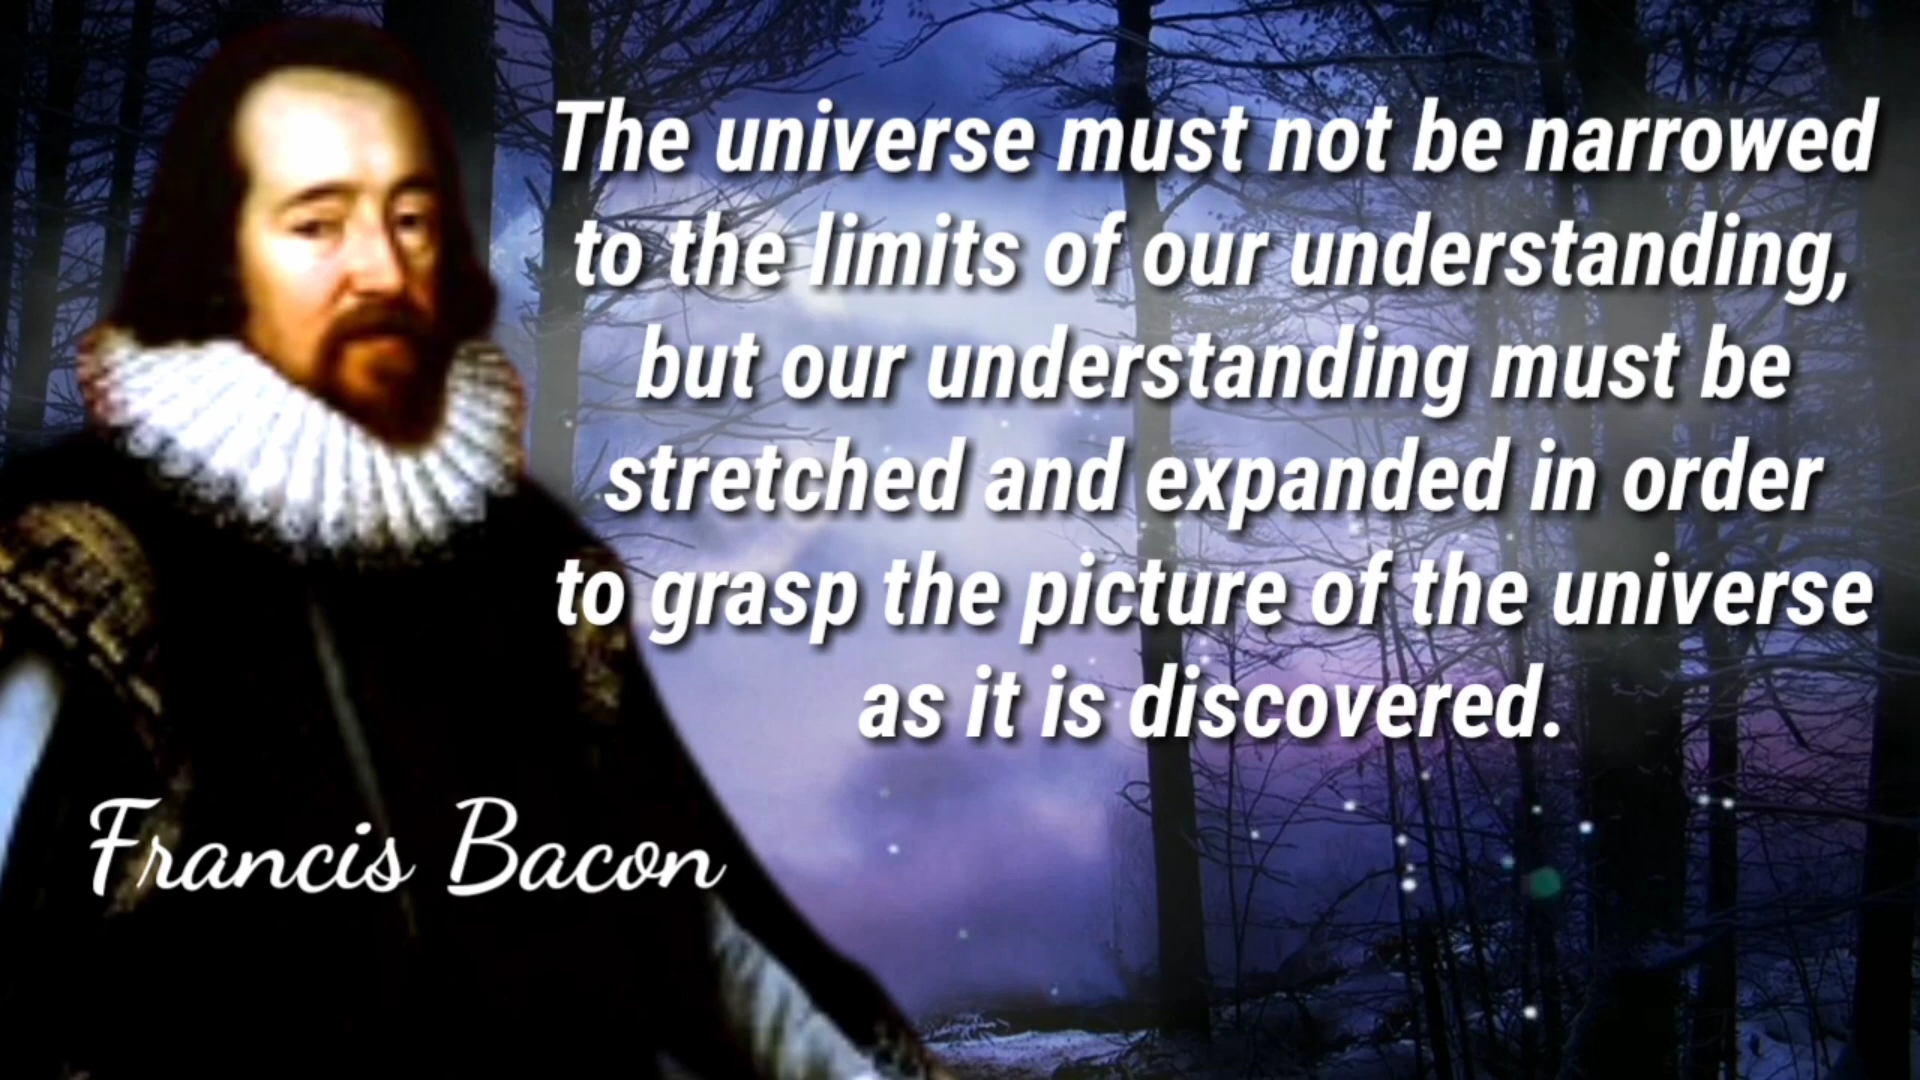 The universe must not be narrowed
to the limits of our understanding,
but our understanding must be
stretched and expanded in order
to grasp the picture of the universe
as it is discovered.
Francis Bacon